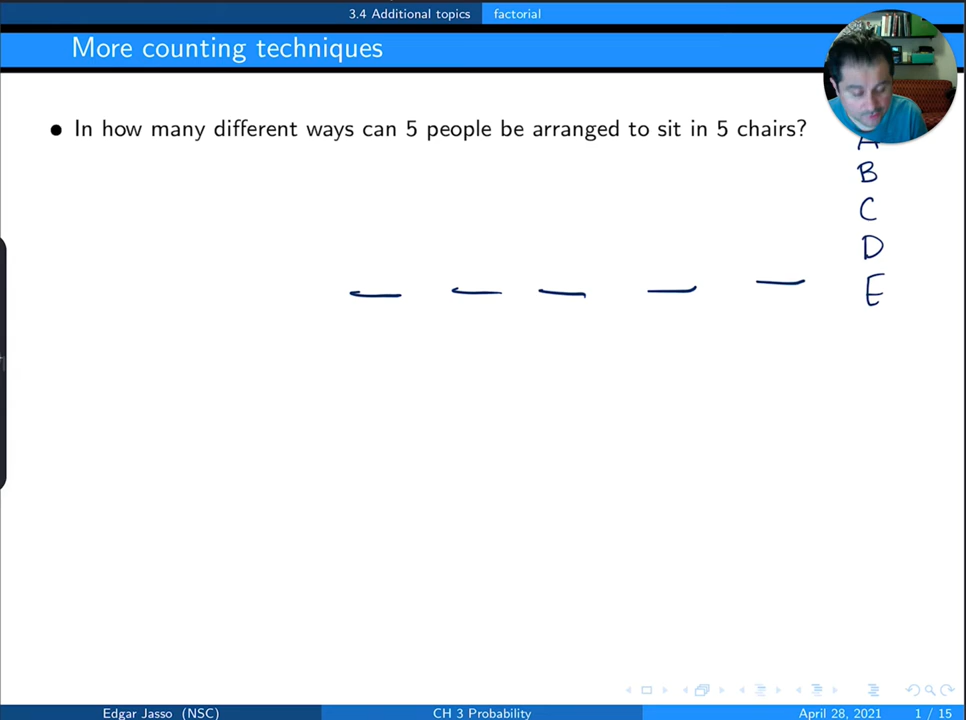 3.4 Additional topics factorial
More counting techniques
• In how many different ways can 5 people be arranged to sit in 5 chairs?
A
B
C
D
E
Edgar Jasso (NSC) CH 3 Probability April 28, 2021 1 / 15